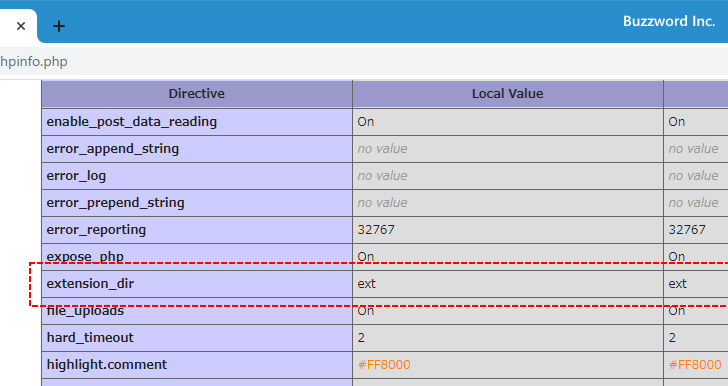 × + Buzzword Inc.
hpinfo.php
Directive Local Value
enable_post_data_reading On On
error_append_string no value no value
error_log no value no value
error_prepend_string no value no value
error_reporting 32767 32767
expose_php On On
extension_dir ext ext
file_uploads On On
hard_timeout 2 2
highlight.comment #FF8000 #FF8000